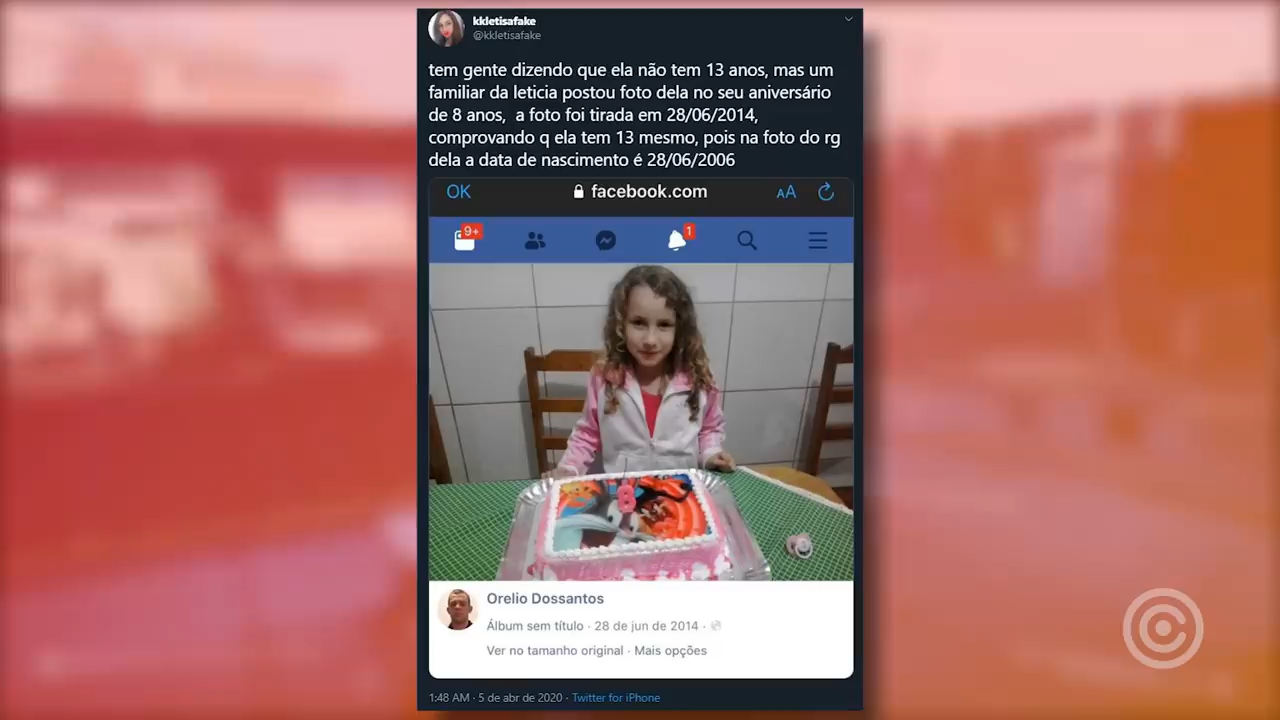 kkletisafake
@kkletisafake
tem gente dizendo que ela não tem 13 anos, mas um
familiar da leticia postou foto dela no seu aniversário
de 8 anos,  a foto foi tirada em 28/06/2014,
comprovando q ela tem 13 mesmo, pois na foto do rg
dela a data de nascimento é 28/06/2006
OK facebook.com AA
9+ 1
8
Orelio Dossantos
Álbum sem título · 28 de jun de 2014 ·
Ver no tamanho original · Mais opções
1:48 AM · 5 de abr de 2020 · Twitter for iPhone